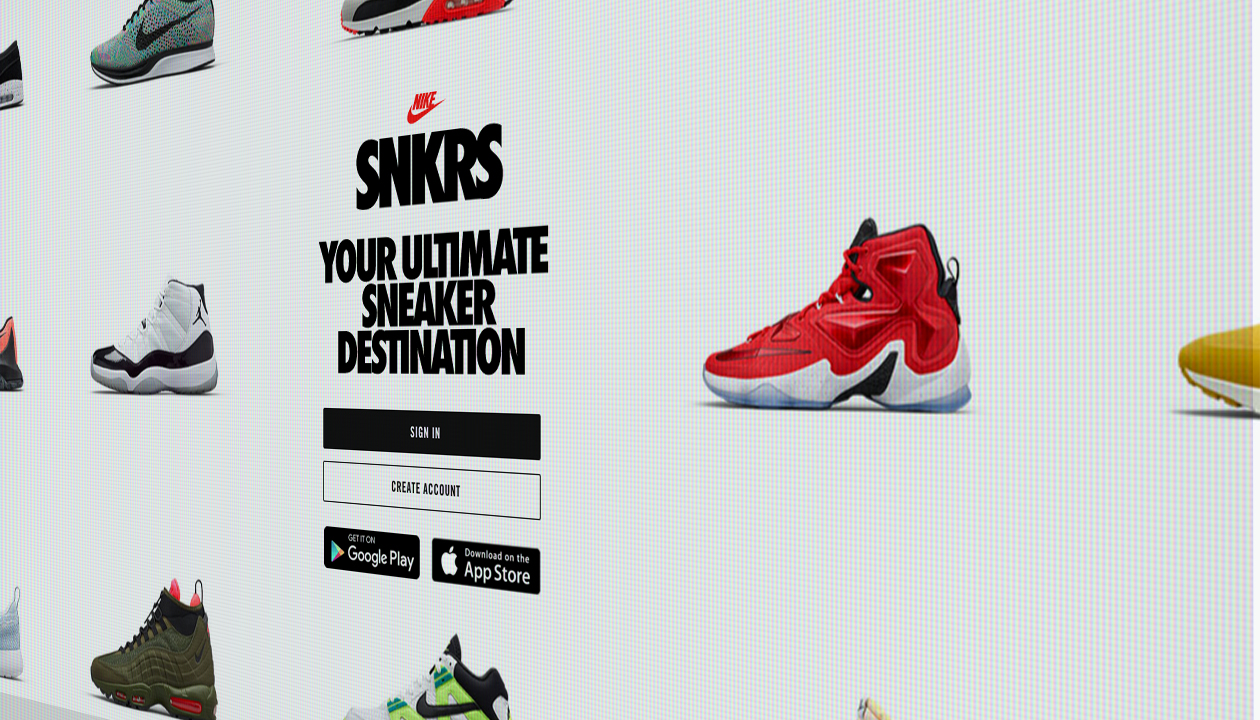 NIKE
SNKRS
YOUR ULTIMATE
SNEAKER
DESTINATION
SIGN IN
CREATE ACCOUNT
GET IT ON
Google Play
Download on the
App Store